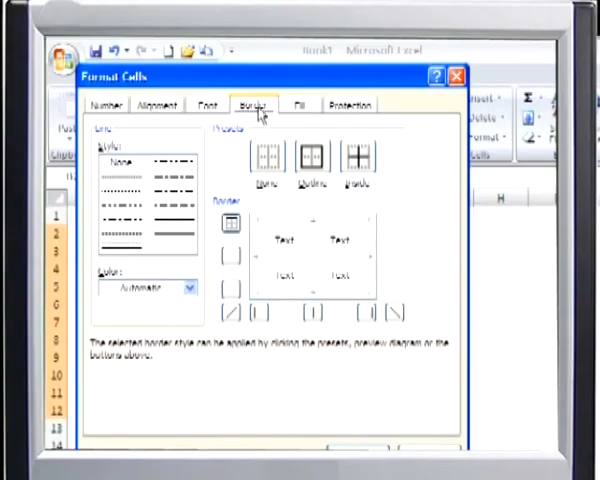 Book1 - Microsoft Excel
Format Cells
Number Alignment Font Border Fill Protection
Line
Presets
Style:
None
None Outline Inside
Border
Text Text
Text Text
Color:
Automatic
The selected border style can be applied by clicking the presets, preview diagram or the
buttons above.
Insert
Delete
Format
Cells
Past
Clipb
H
1
2
3
4
5
6
7
8
9
10
11
12
13
14